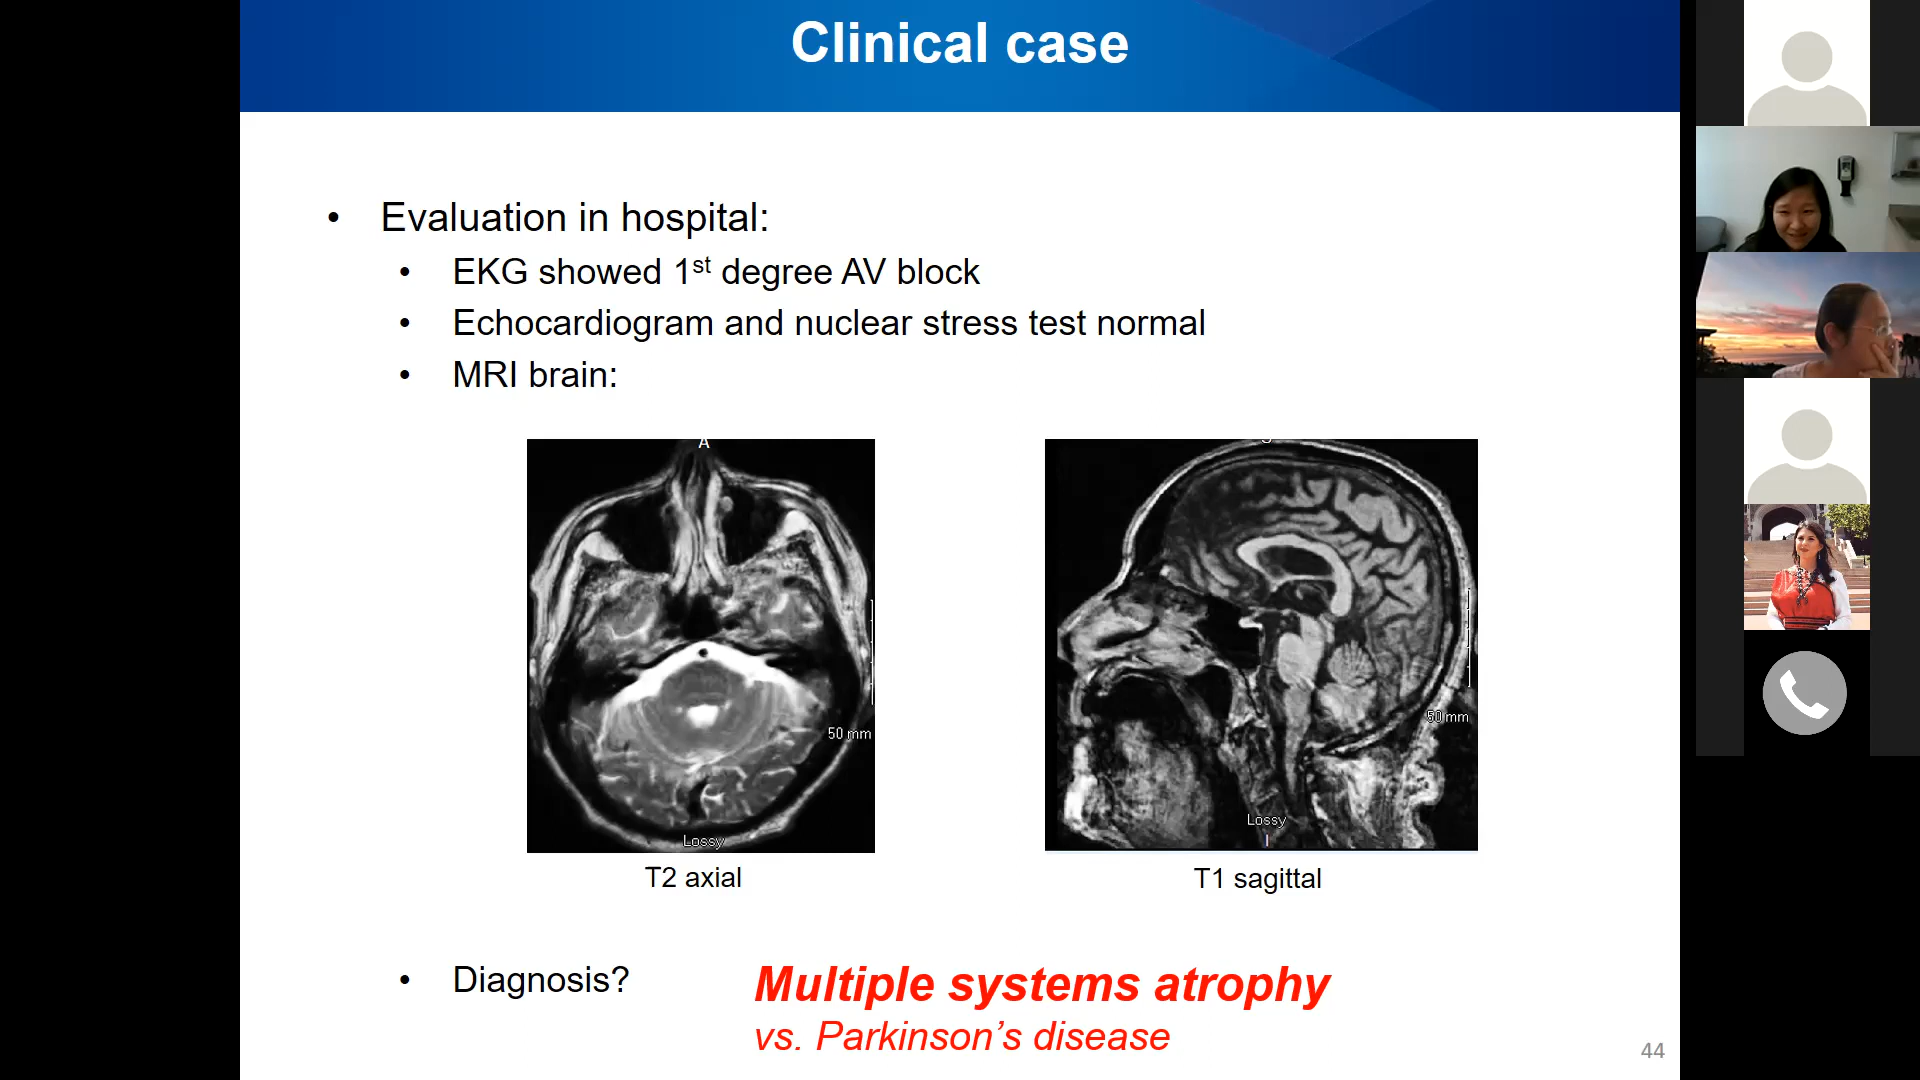 Clinical case
• Evaluation in hospital:
• EKG showed 1st degree AV block
• Echocardiogram and nuclear stress test normal
• MRI brain:
A
50 mm
Lossy
50 mm
Lossy
I
T2 axial
T1 sagittal
• Diagnosis?
Multiple systems atrophy
vs. Parkinson’s disease
44